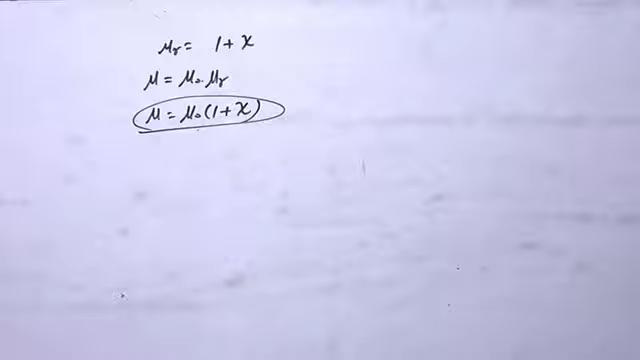 μᵣ = 1 + χ
μ = μ₀ . μᵣ
μ = μ₀ (1 + χ)